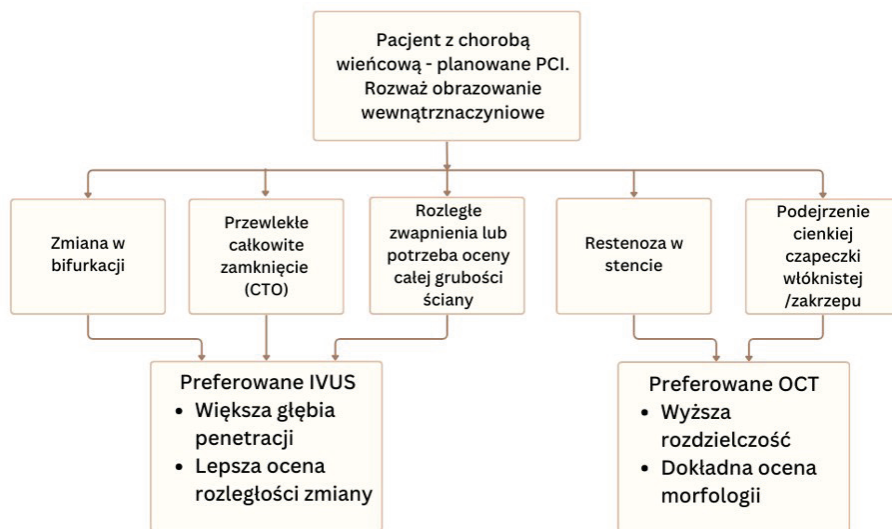 Pacjent z chorobą
wieńcową - planowane PCI.
Rozważ obrazowanie
wewnątrznaczyniowe
Zmiana w
bifurkacji
Przewlekłe
całkowite
zamknięcie
(CTO)
Rozległe
zwapnienia lub
potrzeba oceny
całej grubości
ściany
Restenoza w
stencie
Podejrzenie
cienkiej
czapeczki
włóknistej
/zakrzepu
Preferowane IVUS
• Większa głębia
penetracji
• Lepsza ocena
rozległości zmiany
Preferowane OCT
• Wyższa
rozdzielczość
• Dokładna ocena
morfologii